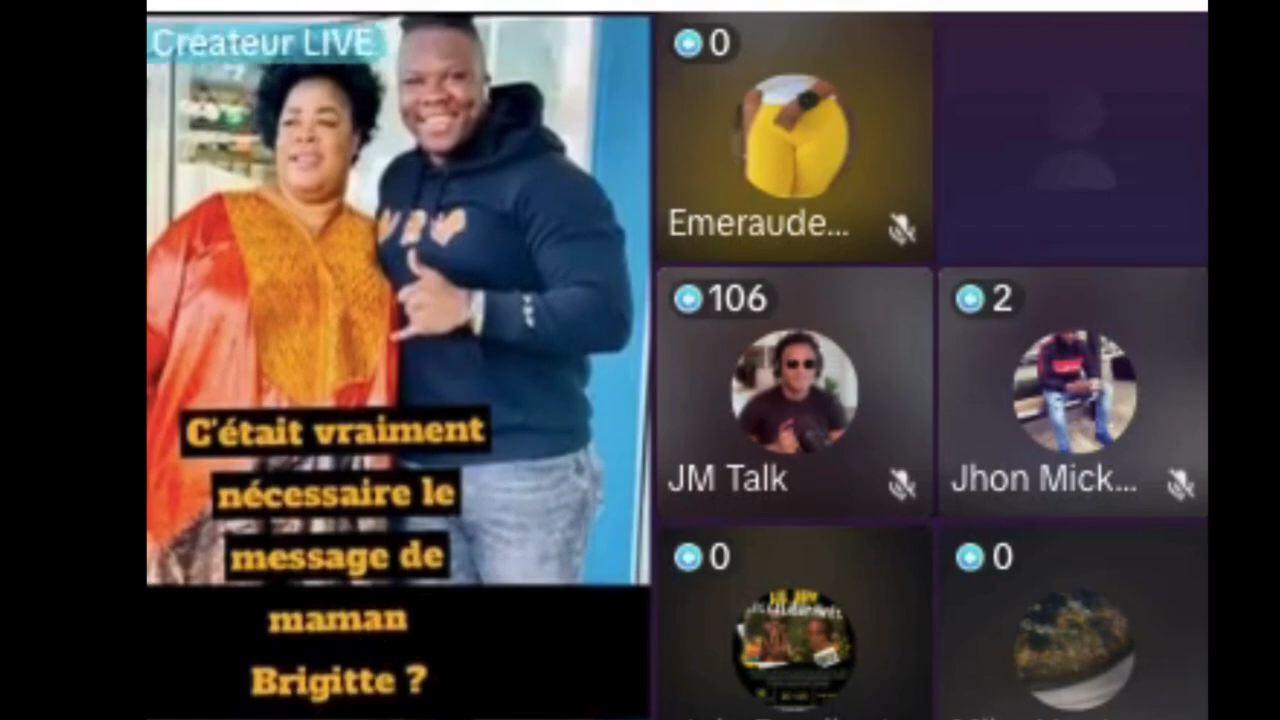 Créateur LIVE
C'était vraiment
nécessaire le
message de
maman
Brigitte ?
0
Emeraude...
106
JM Talk
2
Jhon Mick...
0
0